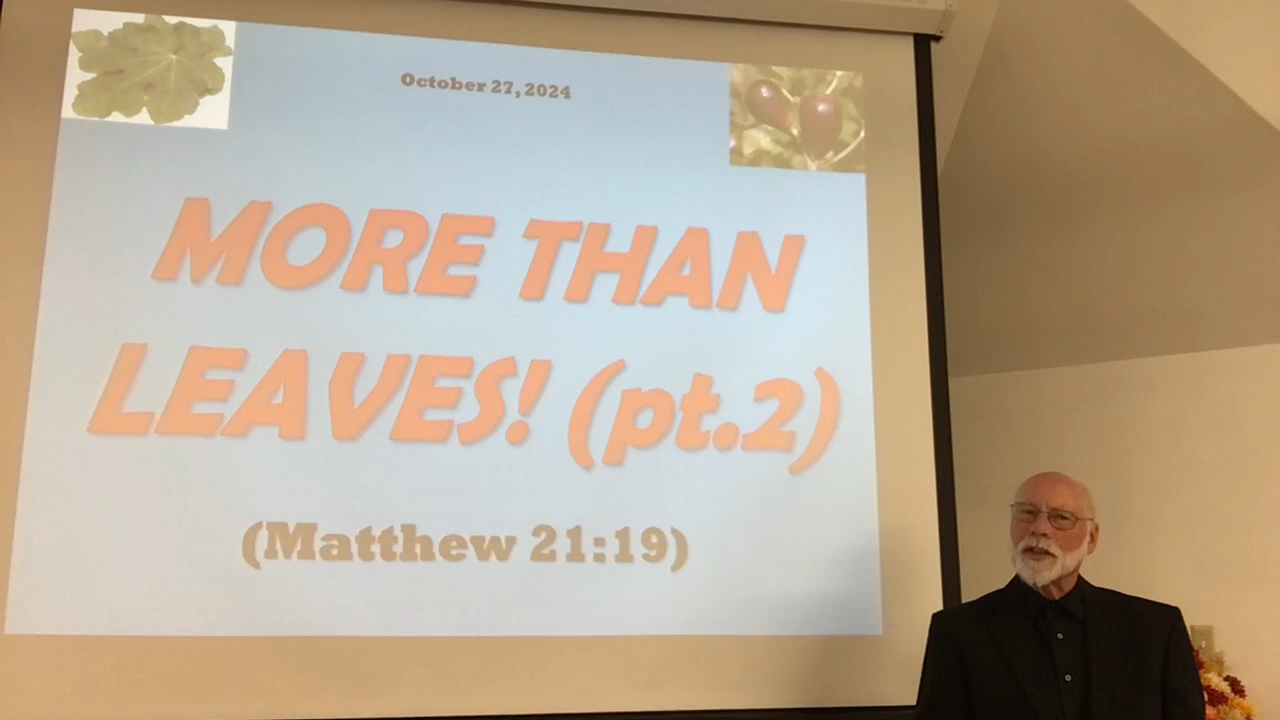 October 27, 2024
MORE THAN
LEAVES! (pt.2)
(Matthew 21:19)